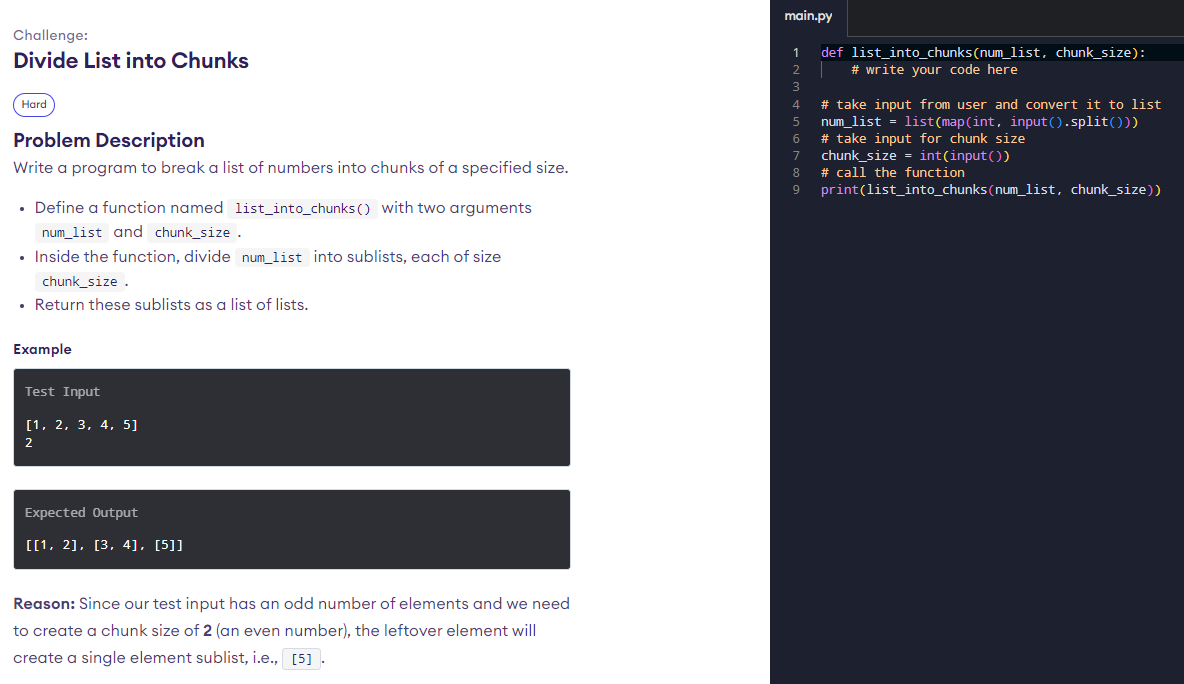 Challenge:
Divide List into Chunks
Hard
Problem Description
Write a program to break a list of numbers into chunks of a specified size.
• Define a function named list_into_chunks() with two arguments
num_list and chunk_size .
• Inside the function, divide num_list into sublists, each of size
chunk_size .
• Return these sublists as a list of lists.
Example
Test Input
[1, 2, 3, 4, 5]
2
Expected Output
[[1, 2], [3, 4], [5]]
Reason: Since our test input has an odd number of elements and we need
to create a chunk size of 2 (an even number), the leftover element will
create a single element sublist, i.e., [5] .
main.py
1 def list_into_chunks(num_list, chunk_size):
2     # write your code here
3
4 # take input from user and convert it to list
5 num_list = list(map(int, input().split()))
6 # take input for chunk size
7 chunk_size = int(input())
8 # call the function
9 print(list_into_chunks(num_list, chunk_size))